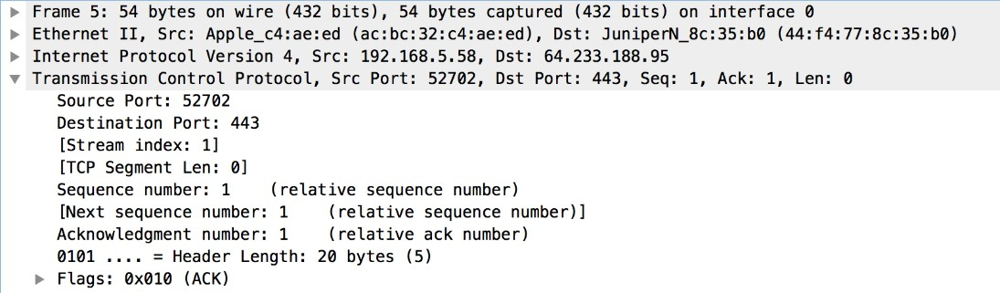 Frame 5: 54 bytes on wire (432 bits), 54 bytes captured (432 bits) on interface 0
Ethernet II, Src: Apple_c4:ae:ed (ac:bc:32:c4:ae:ed), Dst: JuniperN_8c:35:b0 (44:f4:77:8c:35:b0)
Internet Protocol Version 4, Src: 192.168.5.58, Dst: 64.233.188.95
Transmission Control Protocol, Src Port: 52702, Dst Port: 443, Seq: 1, Ack: 1, Len: 0
Source Port: 52702
Destination Port: 443
[Stream index: 1]
[TCP Segment Len: 0]
Sequence number: 1    (relative sequence number)
[Next sequence number: 1    (relative sequence number)]
Acknowledgment number: 1    (relative ack number)
0101 .... = Header Length: 20 bytes (5)
Flags: 0x010 (ACK)